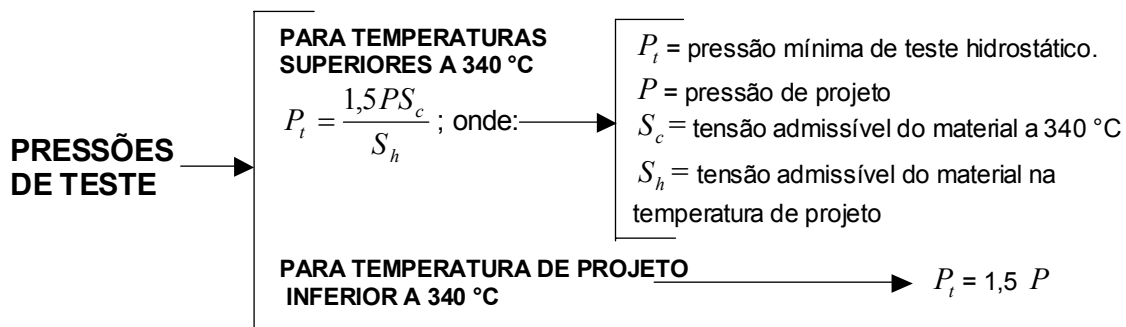 PRESSÕES
DE TESTE
PARA TEMPERATURAS
SUPERIORES A 340 °C
P_t = 1,5PS_c / S_h ; onde:
P_t = pressão mínima de teste hidrostático.
P = pressão de projeto
S_c = tensão admissível do material a 340 °C
S_h = tensão admissível do material na
temperatura de projeto
PARA TEMPERATURA DE PROJETO
INFERIOR A 340 °C
P_t = 1,5 P